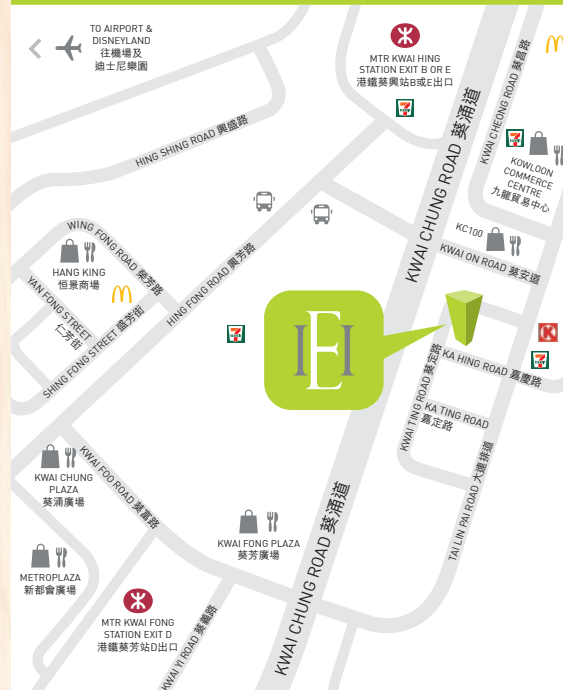 TO AIRPORT &
DISNEYLAND
往機場及
迪士尼樂園
MTR KWAI HING
STATION EXIT B OR E
港鐵葵興站B或E出口
KWAI CHEONG ROAD 葵昌路
HING SHING ROAD 興盛路
KWAI CHUNG ROAD 葵涌道
KOWLOON
COMMERCE
CENTRE
九龍貿易中心
KC100
KWAI ON ROAD 葵安道
WING FONG ROAD 榮芳路
HANG KING
恒景商場
HING FONG ROAD 興芳路
YAN FONG STREET
仁芳街
SHING FONG STREET 盛芳街
IEI
KA HING ROAD 嘉慶路
KWAI TING ROAD 葵定路
KA TING ROAD
嘉定路
TAI LIN PAI ROAD 大連排道
KWAI CHUNG
PLAZA
葵涌廣場
KWAI FOO ROAD 葵富路
KWAI FONG PLAZA
葵芳廣場
KWAI CHUNG ROAD 葵涌道
METROPLAZA
新都會廣場
MTR KWAI FONG
STATION EXIT D
港鐵葵芳站D出口
KWAI YI ROAD 葵義路